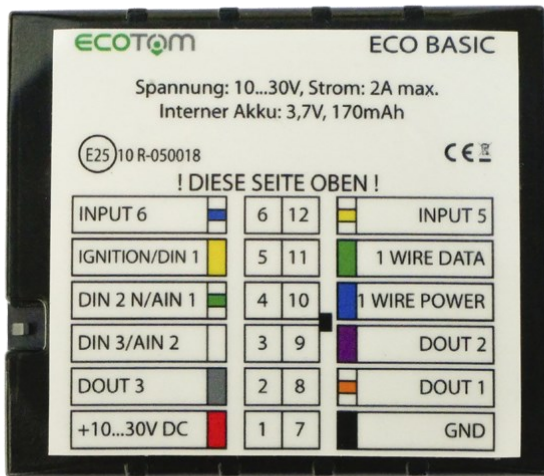 ECOTOM ECO BASIC
Spannung: 10...30V, Strom: 2A max.
Interner Akku: 3,7V, 170mAh
E25 10 R-050018 CE
! DIESE SEITE OBEN !
INPUT 6 6 12 INPUT 5
IGNITION/DIN 1 5 11 1 WIRE DATA
DIN 2 N/AIN 1 4 10 1 WIRE POWER
DIN 3/AIN 2 3 9 DOUT 2
DOUT 3 2 8 DOUT 1
+10...30V DC 1 7 GND